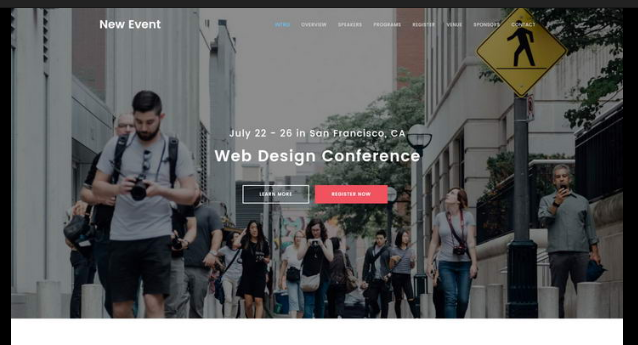 New Event
HOME OVERVIEW SPEAKERS PROGRAMS REGISTER VENUE SPONSORS CONTACT
July 22 - 26 in San Francisco, CA
Web Design Conference
LEARN MORE REGISTER NOW